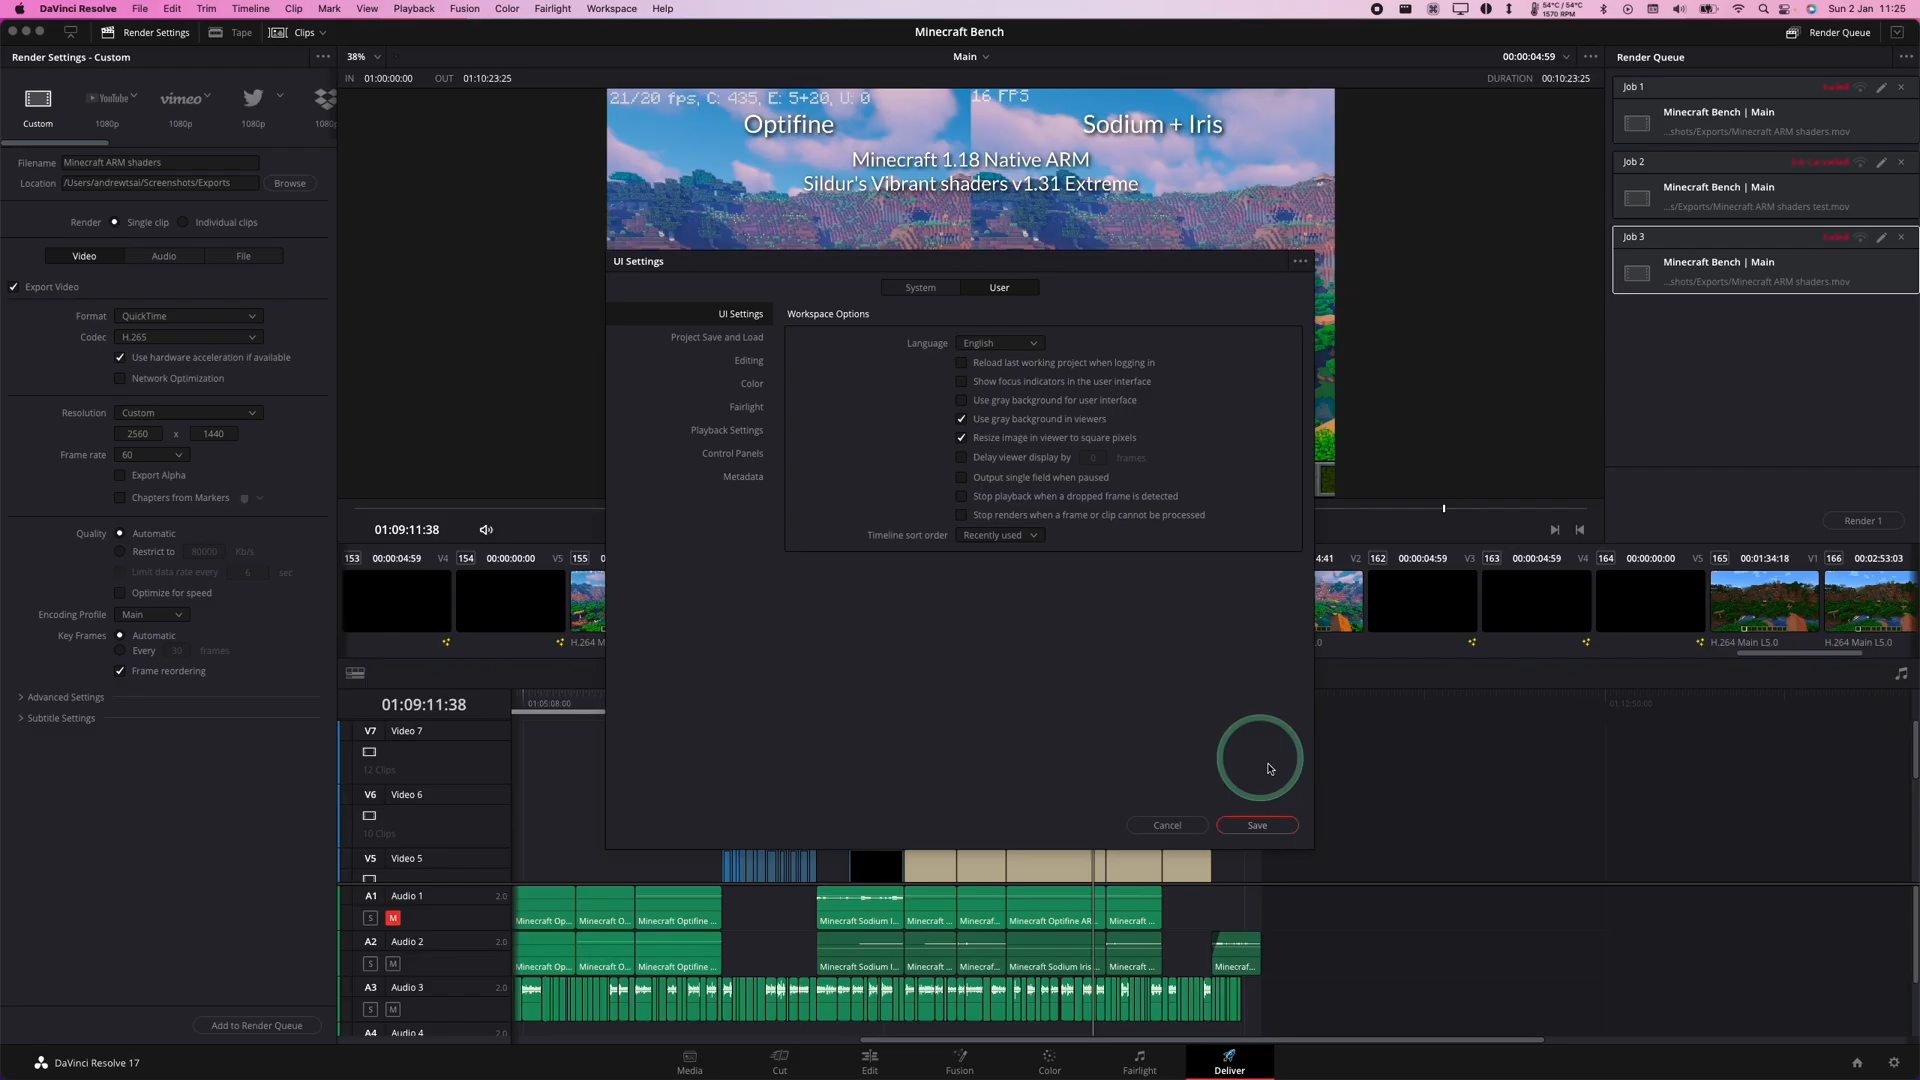 DaVinci Resolve File Edit Trim Timeline Clip Mark View Playback Fusion Color Fairlight Workspace Help
54°C / 54°C
1570 RPM
Sun 2 Jan 11:25
Render Settings Tape Clips
Minecraft Bench
Render Queue
Render Settings - Custom
38%
Main
00:00:04:59
Render Queue
IN 01:00:00:00 OUT 01:10:23:25
DURATION 00:10:23:25
Custom
YouTube
1080p
vimeo
1080p
1080p
1080p
Filename Minecraft ARM shaders
Location /Users/andrewtsai/Screenshots/Exports Browse
Render Single clip Individual clips
Video Audio File
Export Video
Format QuickTime
Codec H.265
Use hardware acceleration if available
Network Optimization
Resolution Custom
2560 x 1440
Frame rate 60
Export Alpha
Chapters from Markers
Quality Automatic
Restrict to 80000 Kb/s
Limit data rate every 6 sec
Optimize for speed
Encoding Profile Main
Key Frames Automatic
Every 30 frames
Frame reordering
Advanced Settings
Subtitle Settings
Add to Render Queue
21/20 fps, C: 435, E: 5+20, U: 0
16 FPS
Optifine
Sodium + Iris
Minecraft 1.18 Native ARM
Sildur's Vibrant shaders v1.31 Extreme
UI Settings
System User
UI Settings
Project Save and Load
Editing
Color
Fairlight
Playback Settings
Control Panels
Metadata
Workspace Options
Language English
Reload last working project when logging in
Show focus indicators in the user interface
Use gray background for user interface
Use gray background in viewers
Resize image in viewer to square pixels
Delay viewer display by 0 frames
Output single field when paused
Stop playback when a dropped frame is detected
Stop renders when a frame or clip cannot be processed
Timeline sort order Recently used
Cancel Save
Job 1 Failed
Minecraft Bench | Main
...shots/Exports/Minecraft ARM shaders.mov
Job 2 Job Cancelled
Minecraft Bench | Main
...s/Exports/Minecraft ARM shaders test.mov
Job 3 Failed
Minecraft Bench | Main
...shots/Exports/Minecraft ARM shaders.mov
Render 1
01:09:11:38
153 00:00:04:59 V4 154 00:00:00:00 V5 155 0
4:41 V2 162 00:00:04:59 V3 163 00:00:04:59 V4 164 00:00:00:00 V5 165 00:01:34:18 V1 166 00:02:53:03
H.264 M
.0
H.264 Main L5.0
H.264 Main L5.0
01:09:11:38
01:05:08:00
01:12:50:00
V7 Video 7
12 Clips
V6 Video 6
10 Clips
V5 Video 5
A1 Audio 1 2.0
S M
Minecraft Op... Minecraft O... Minecraft Optifine ... Minecraft Sodium I... Minecraft ... Minecraf... Minecraft Optifine AR... Minecraft ...
A2 Audio 2 2.0
S M
Minecraft Op... Minecraft O... Minecraft Optifine ... Minecraft Sodium I... Minecraft ... Minecraf... Minecraft Sodium Iris... Minecraft ... Minecraf...
A3 Audio 3 2.0
S M
A4 Audio 4 2.0
DaVinci Resolve 17
Media Cut Edit Fusion Color Fairlight Deliver